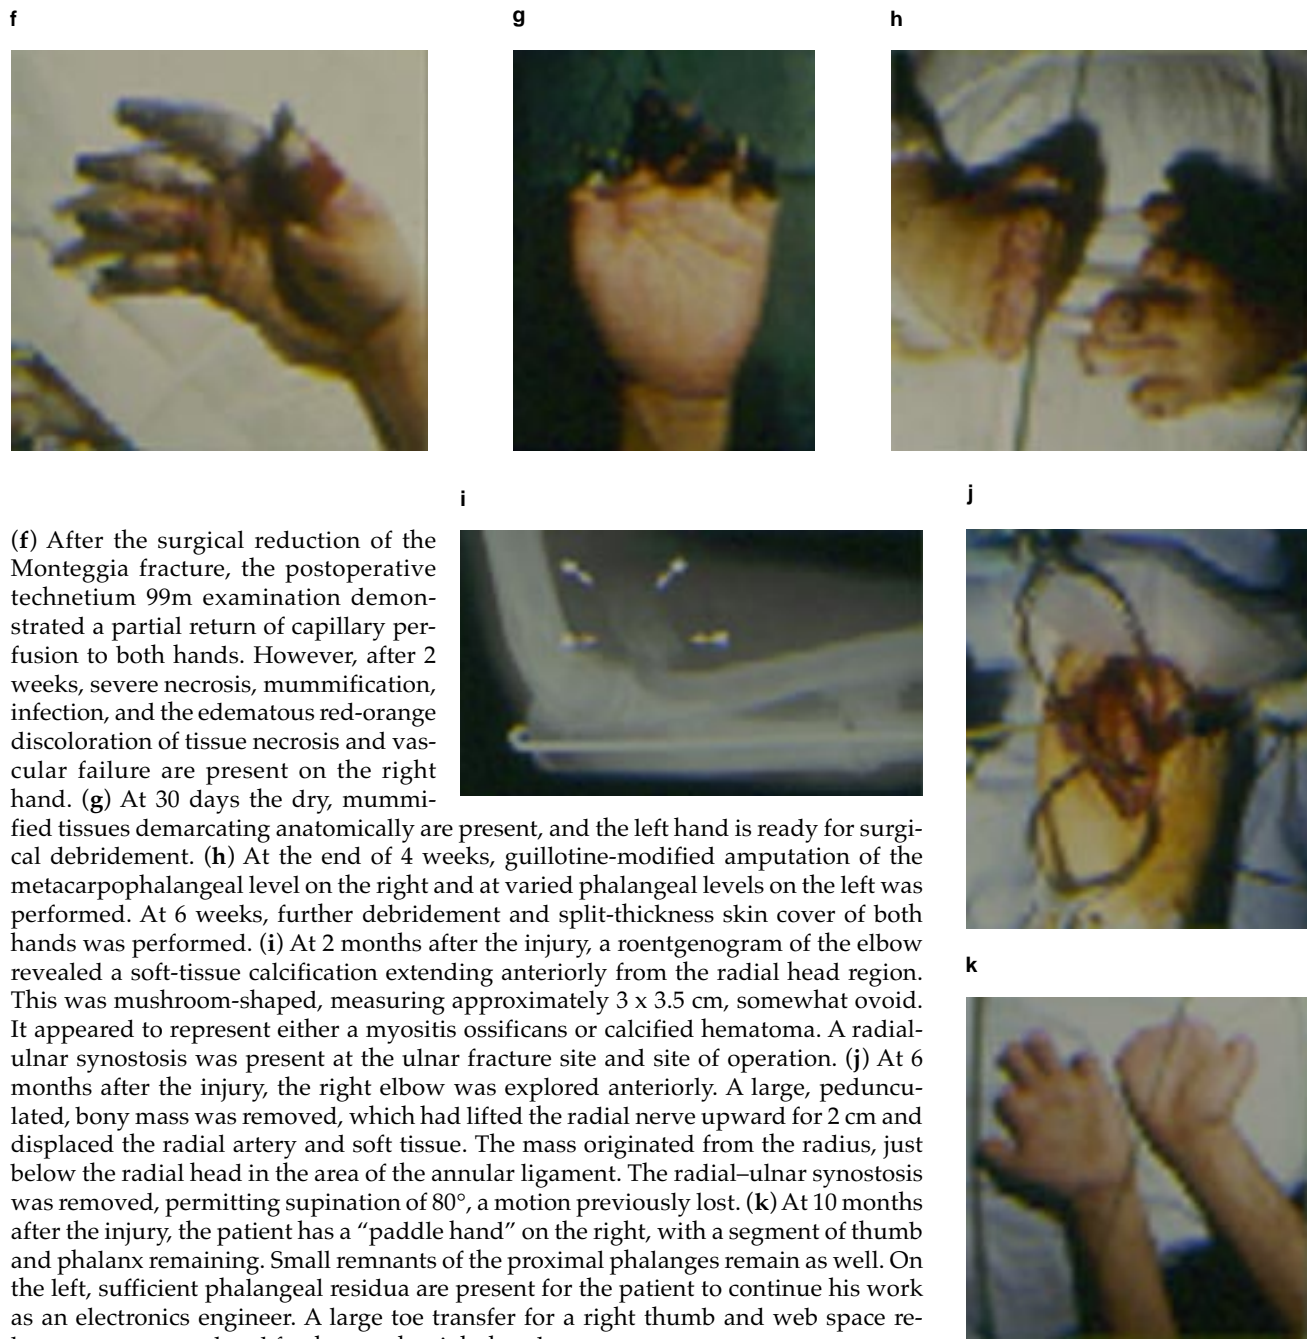 f
g
h
i
j
(f) After the surgical reduction of the
Monteggia fracture, the postoperative
technetium 99m examination demon-
strated a partial return of capillary per-
fusion to both hands. However, after 2
weeks, severe necrosis, mummification,
infection, and the edematous red-orange
discoloration of tissue necrosis and vas-
cular failure are present on the right
hand. (g) At 30 days the dry, mummi-
fied tissues demarcating anatomically are present, and the left hand is ready for surgi-
cal debridement. (h) At the end of 4 weeks, guillotine-modified amputation of the
metacarpophalangeal level on the right and at varied phalangeal levels on the left was
performed. At 6 weeks, further debridement and split-thickness skin cover of both
hands was performed. (i) At 2 months after the injury, a roentgenogram of the elbow
revealed a soft-tissue calcification extending anteriorly from the radial head region.
This was mushroom-shaped, measuring approximately 3 x 3.5 cm, somewhat ovoid.
It appeared to represent either a myositis ossificans or calcified hematoma. A radial-
ulnar synostosis was present at the ulnar fracture site and site of operation. (j) At 6
months after the injury, the right elbow was explored anteriorly. A large, peduncu-
lated, bony mass was removed, which had lifted the radial nerve upward for 2 cm and
displaced the radial artery and soft tissue. The mass originated from the radius, just
below the radial head in the area of the annular ligament. The radial–ulnar synostosis
was removed, permitting supination of 80°, a motion previously lost. (k) At 10 months
after the injury, the patient has a “paddle hand” on the right, with a segment of thumb
and phalanx remaining. Small remnants of the proximal phalanges remain as well. On
the left, sufficient phalangeal residua are present for the patient to continue his work
as an electronics engineer. A large toe transfer for a right thumb and web space re-
k